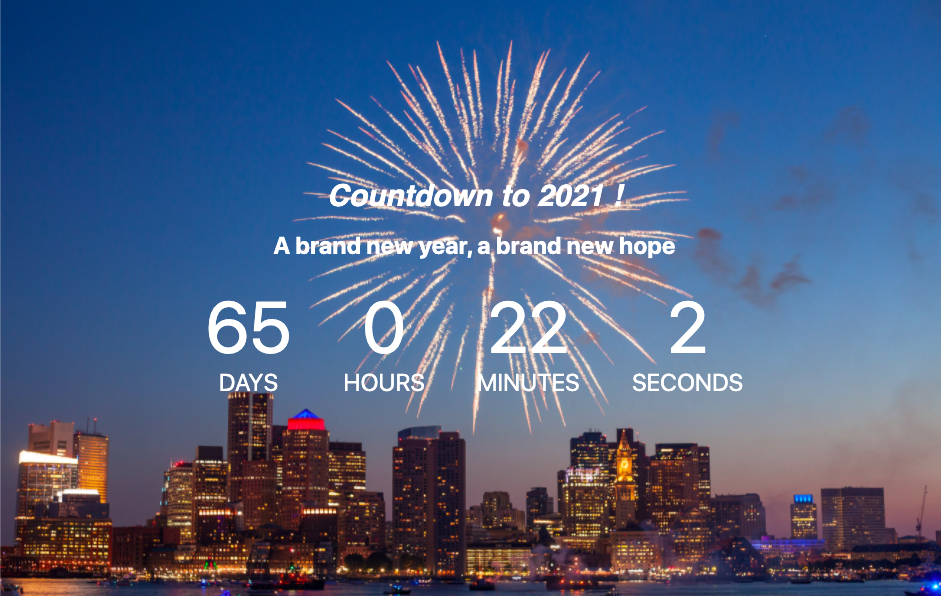 Countdown to 2021 !
A brand new year, a brand new hope
65 0 22 2
DAYS HOURS MINUTES SECONDS